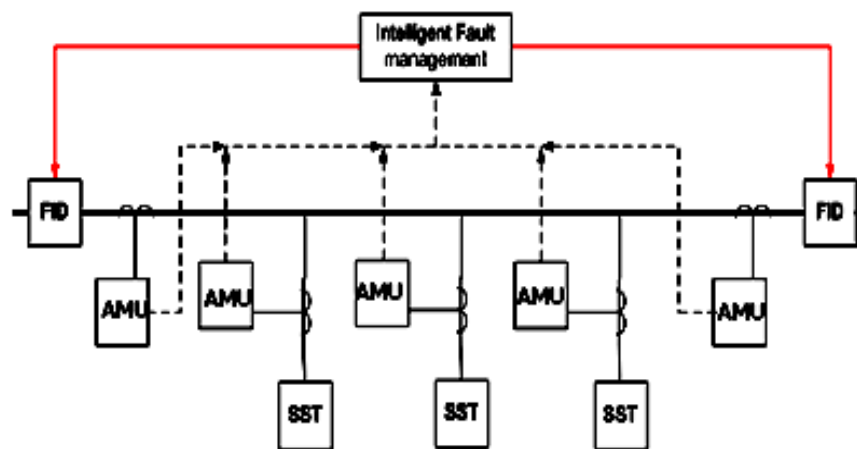 Intelligent Fault
management
FID
FID
AMU
AMU
AMU
AMU
AMU
SST
SST
SST